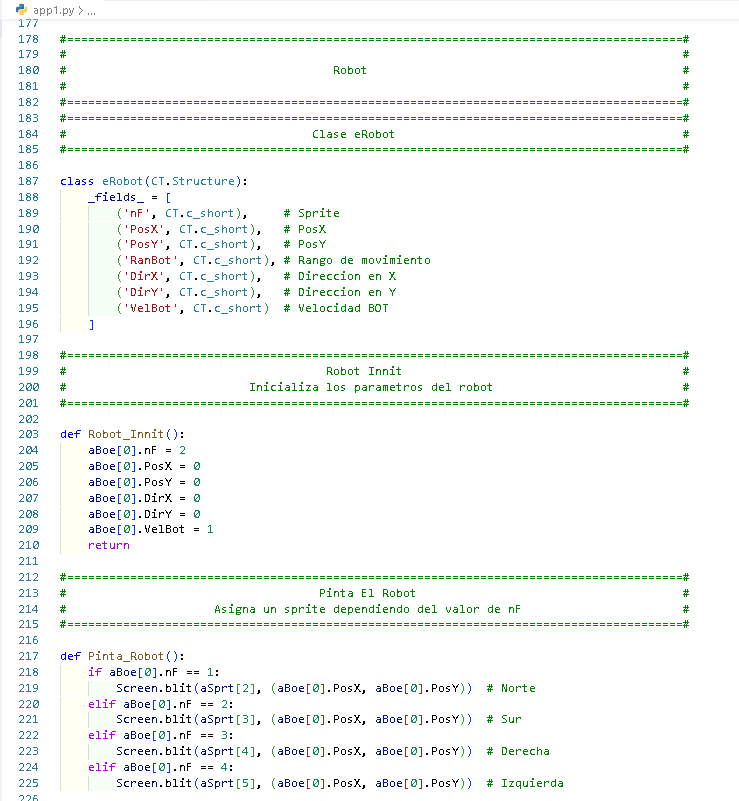 app1.py > ...
177
178 #=========================================================================================#
179 # #
180 # Robot #
181 # #
182 #=========================================================================================#
183 #=========================================================================================#
184 # Clase eRobot #
185 #=========================================================================================#
186
187 class eRobot(CT.Structure):
188 _fields_ = [
189 ('nF', CT.c_short), # Sprite
190 ('PosX', CT.c_short), # PosX
191 ('PosY', CT.c_short), # PosY
192 ('RanBot', CT.c_short), # Rango de movimiento
193 ('DirX', CT.c_short), # Direccion en X
194 ('DirY', CT.c_short), # Direccion en Y
195 ('VelBot', CT.c_short) # Velocidad BOT
196 ]
197
198 #=========================================================================================#
199 # Robot Innit #
200 # Inicializa los parametros del robot #
201 #=========================================================================================#
202
203 def Robot_Innit():
204 aBoe[0].nF = 2
205 aBoe[0].PosX = 0
206 aBoe[0].PosY = 0
207 aBoe[0].DirX = 0
208 aBoe[0].DirY = 0
209 aBoe[0].VelBot = 1
210 return
211
212 #=========================================================================================#
213 # Pinta El Robot #
214 # Asigna un sprite dependiendo del valor de nF #
215 #=========================================================================================#
216
217 def Pinta_Robot():
218 if aBoe[0].nF == 1:
219 Screen.blit(aSprt[2], (aBoe[0].PosX, aBoe[0].PosY)) # Norte
220 elif aBoe[0].nF == 2:
221 Screen.blit(aSprt[3], (aBoe[0].PosX, aBoe[0].PosY)) # Sur
222 elif aBoe[0].nF == 3:
223 Screen.blit(aSprt[4], (aBoe[0].PosX, aBoe[0].PosY)) # Derecha
224 elif aBoe[0].nF == 4:
225 Screen.blit(aSprt[5], (aBoe[0].PosX, aBoe[0].PosY)) # Izquierda
226